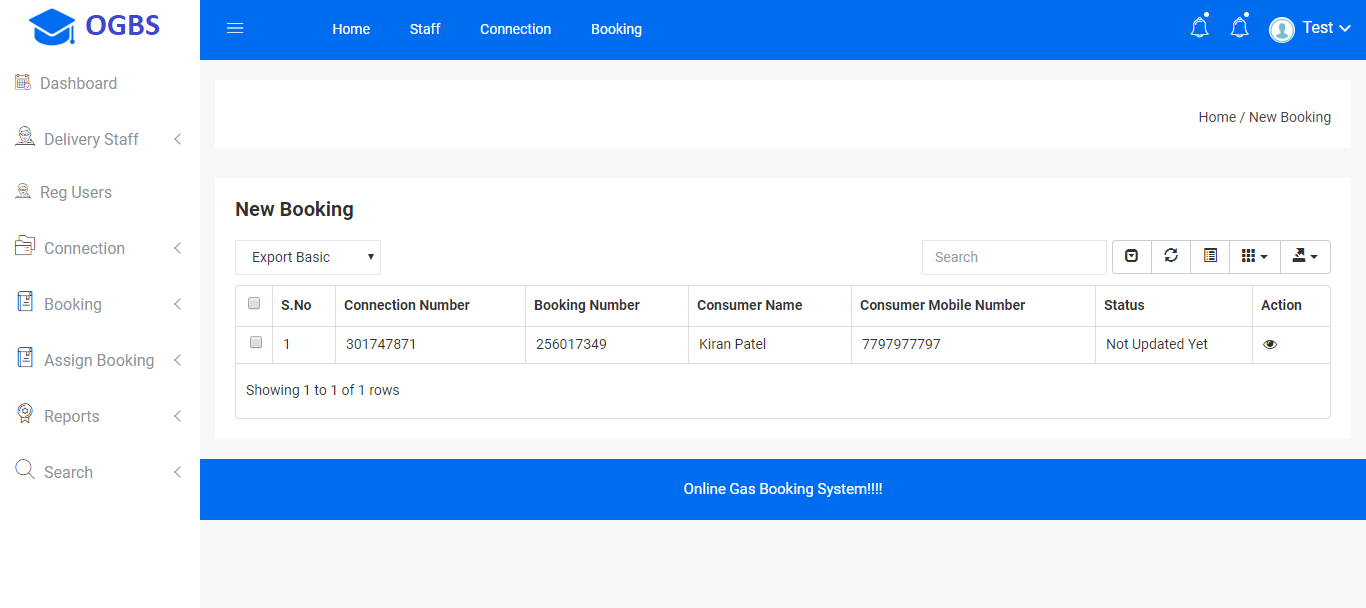 OGBS
Home Staff Connection Booking Test
Dashboard
Delivery Staff
Reg Users
Connection
Booking
Assign Booking
Reports
Search
Home / New Booking
New Booking
Export Basic Search
S.No Connection Number Booking Number Consumer Name Consumer Mobile Number Status Action
1 301747871 256017349 Kiran Patel 7797977797 Not Updated Yet
Showing 1 to 1 of 1 rows
Online Gas Booking System!!!!